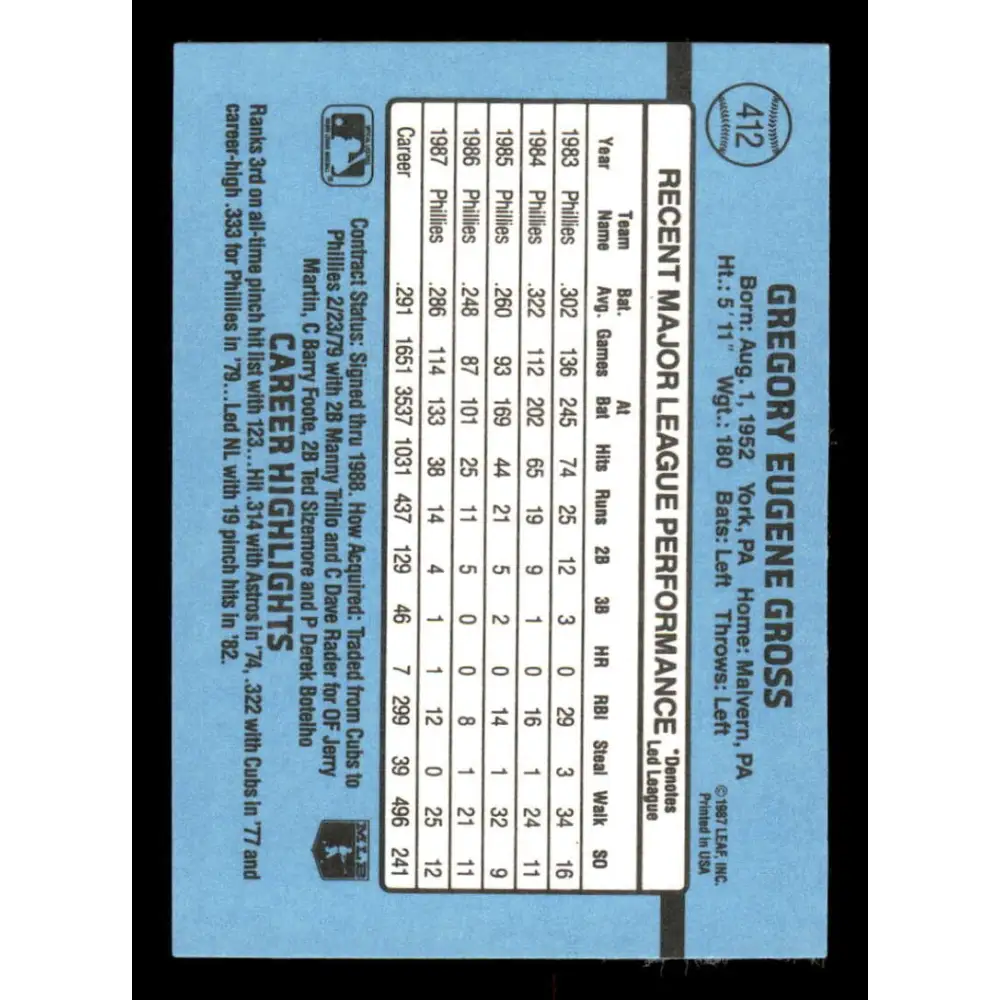 412
GREGORY EUGENE GROSS
Born: Aug. 1, 1952 York, PA Home: Malvern, PA
Ht.: 5'11" Wgt.: 180 Bats: Left Throws: Left
©1987 LEAF, INC.
Printed in USA
RECENT MAJOR LEAGUE PERFORMANCE *Denotes Led League
Year Team Name Bat. Avg. Games At Bat Hits Runs 2B 3B HR RBI Steal Walk SO
1983 Phillies .302 136 245 74 25 12 3 0 29 3 34 16
1984 Phillies .322 112 202 65 19 9 1 0 16 1 24 11
1985 Phillies .260 93 169 44 21 5 2 0 14 1 32 9
1986 Phillies .248 87 101 25 11 5 0 0 8 1 21 11
1987 Phillies .286 114 133 38 14 4 1 1 12 0 25 12
Career .291 1651 3537 1031 437 129 46 7 299 39 496 241
Contract Status: Signed thru 1988. How Acquired: Traded from Cubs to
Phillies 2/23/79 with 2B Manny Trillo and C Dave Rader for OF Jerry
Martin, C Barry Foote, 2B Ted Sizemore and P Derek Botelho
MLB
CAREER HIGHLIGHTS
Ranks 3rd on all-time pinch hit list with 123...Hit .314 with Astros in '74, .322 with Cubs in '77 and
career-high .333 for Phillies in '79...Led NL with 19 pinch hits in '82.